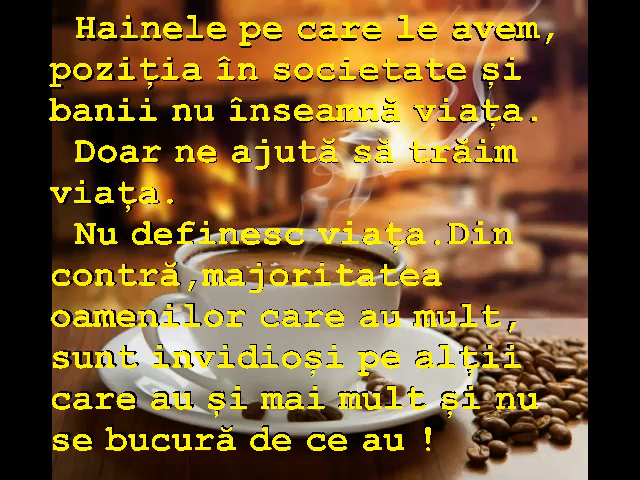 Hainele pe care le avem,
poziția în societate și
banii nu înseamnă viața.
Doar ne ajută să trăim
viața.
Nu definesc viața.Din
contră,majoritatea
oamenilor care au mult,
sunt invidioși pe alții
care au și mai mult și nu
se bucură de ce au !